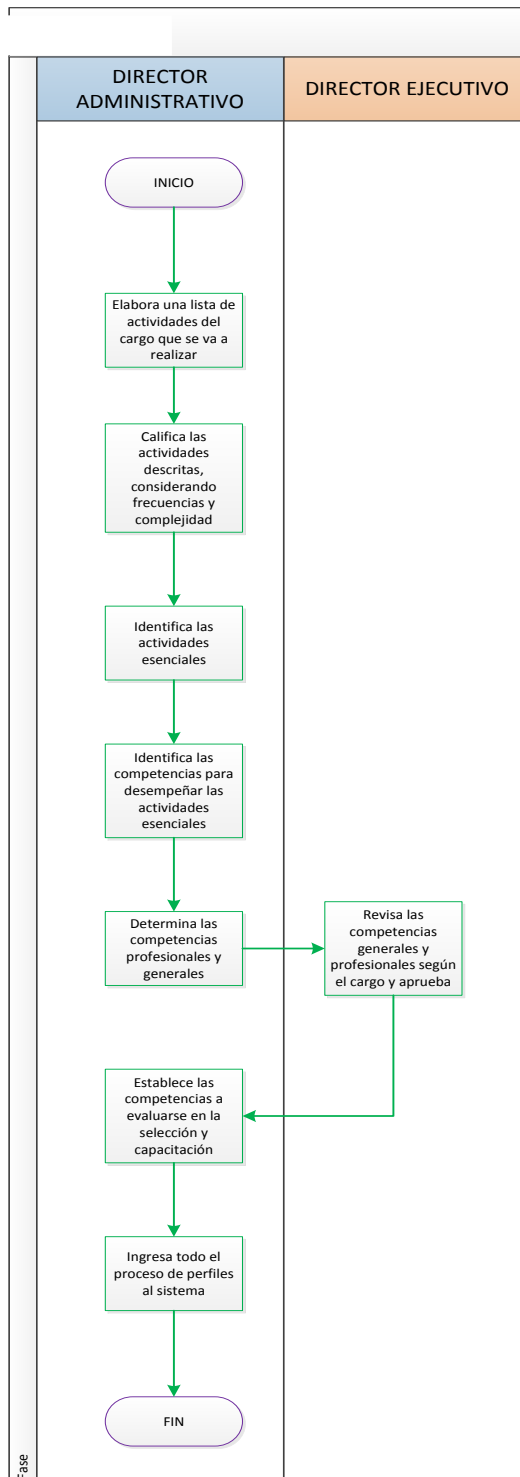 DIRECTOR
ADMINISTRATIVO
DIRECTOR EJECUTIVO
INICIO
Elabora una lista de
actividades del
cargo que se va a
realizar
Califica las
actividades
descritas,
considerando
frecuencias y
complejidad
Identifica las
actividades
esenciales
Identifica las
competencias para
desempeñar las
actividades
esenciales
Determina las
competencias
profesionales y
generales
Revisa las
competencias
generales y
profesionales según
el cargo y aprueba
Establece las
competencias a
evaluarse en la
selección y
capacitación
Ingresa todo el
proceso de perfiles
al sistema
FIN
Fase